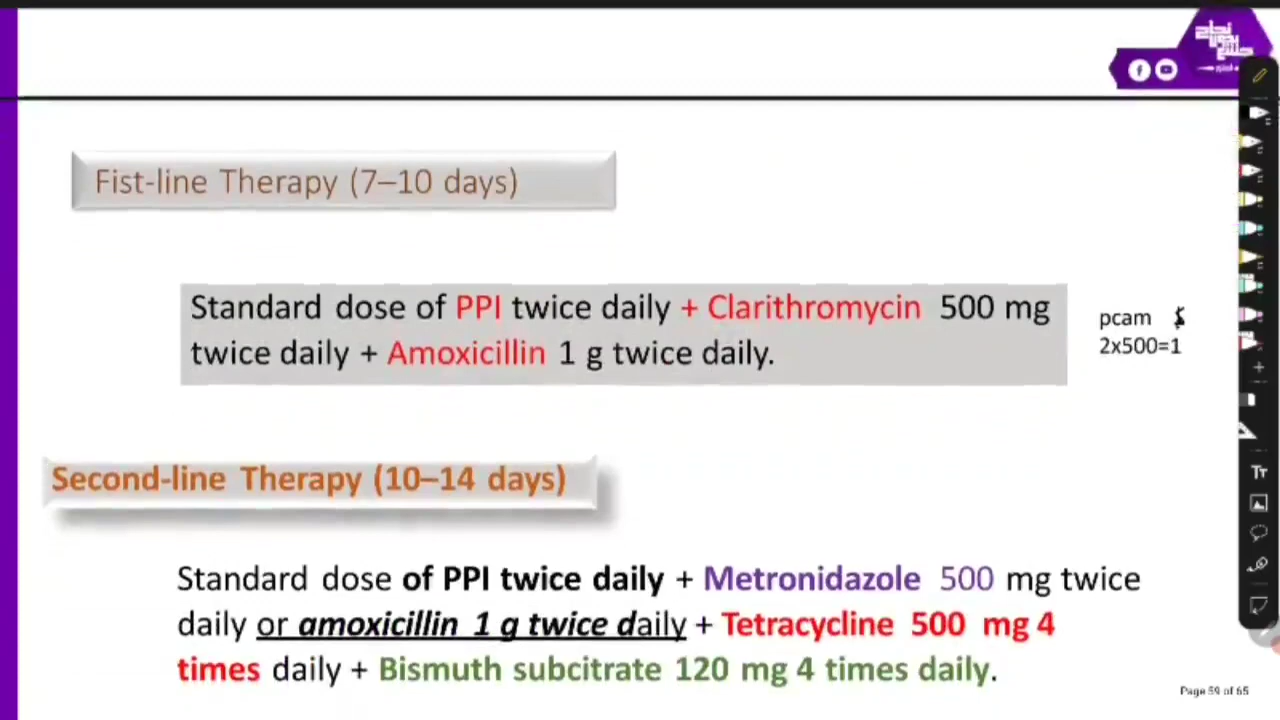 نجاح
بدون
Fist-line Therapy (7–10 days)
Standard dose of PPI twice daily + Clarithromycin 500 mg
twice daily + Amoxicillin 1 g twice daily.
pcam
2x500=1
Second-line Therapy (10–14 days)
Standard dose of PPI twice daily + Metronidazole 500 mg twice
daily or amoxicillin 1 g twice daily + Tetracycline 500 mg 4
times daily + Bismuth subcitrate 120 mg 4 times daily.
Tт
Page 59 of 65